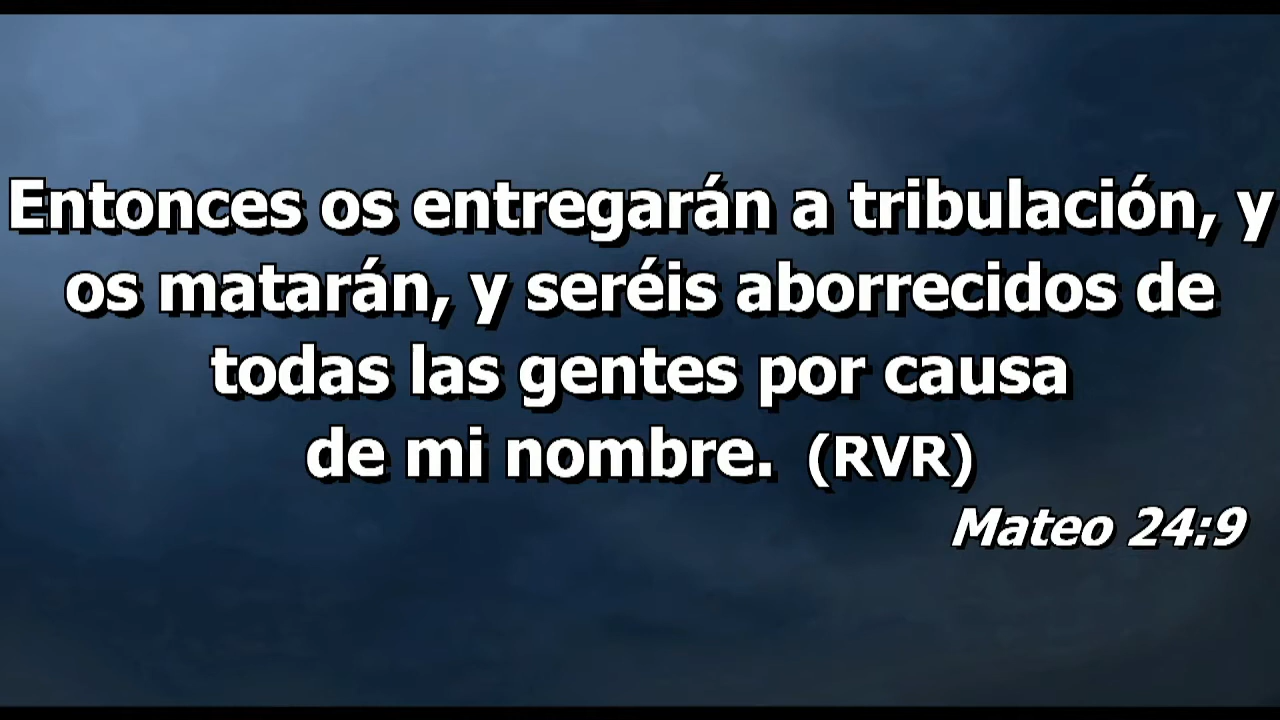 Entonces os entregarán a tribulación, y
os matarán, y seréis aborrecidos de
todas las gentes por causa
de mi nombre. (RVR)
Mateo 24:9